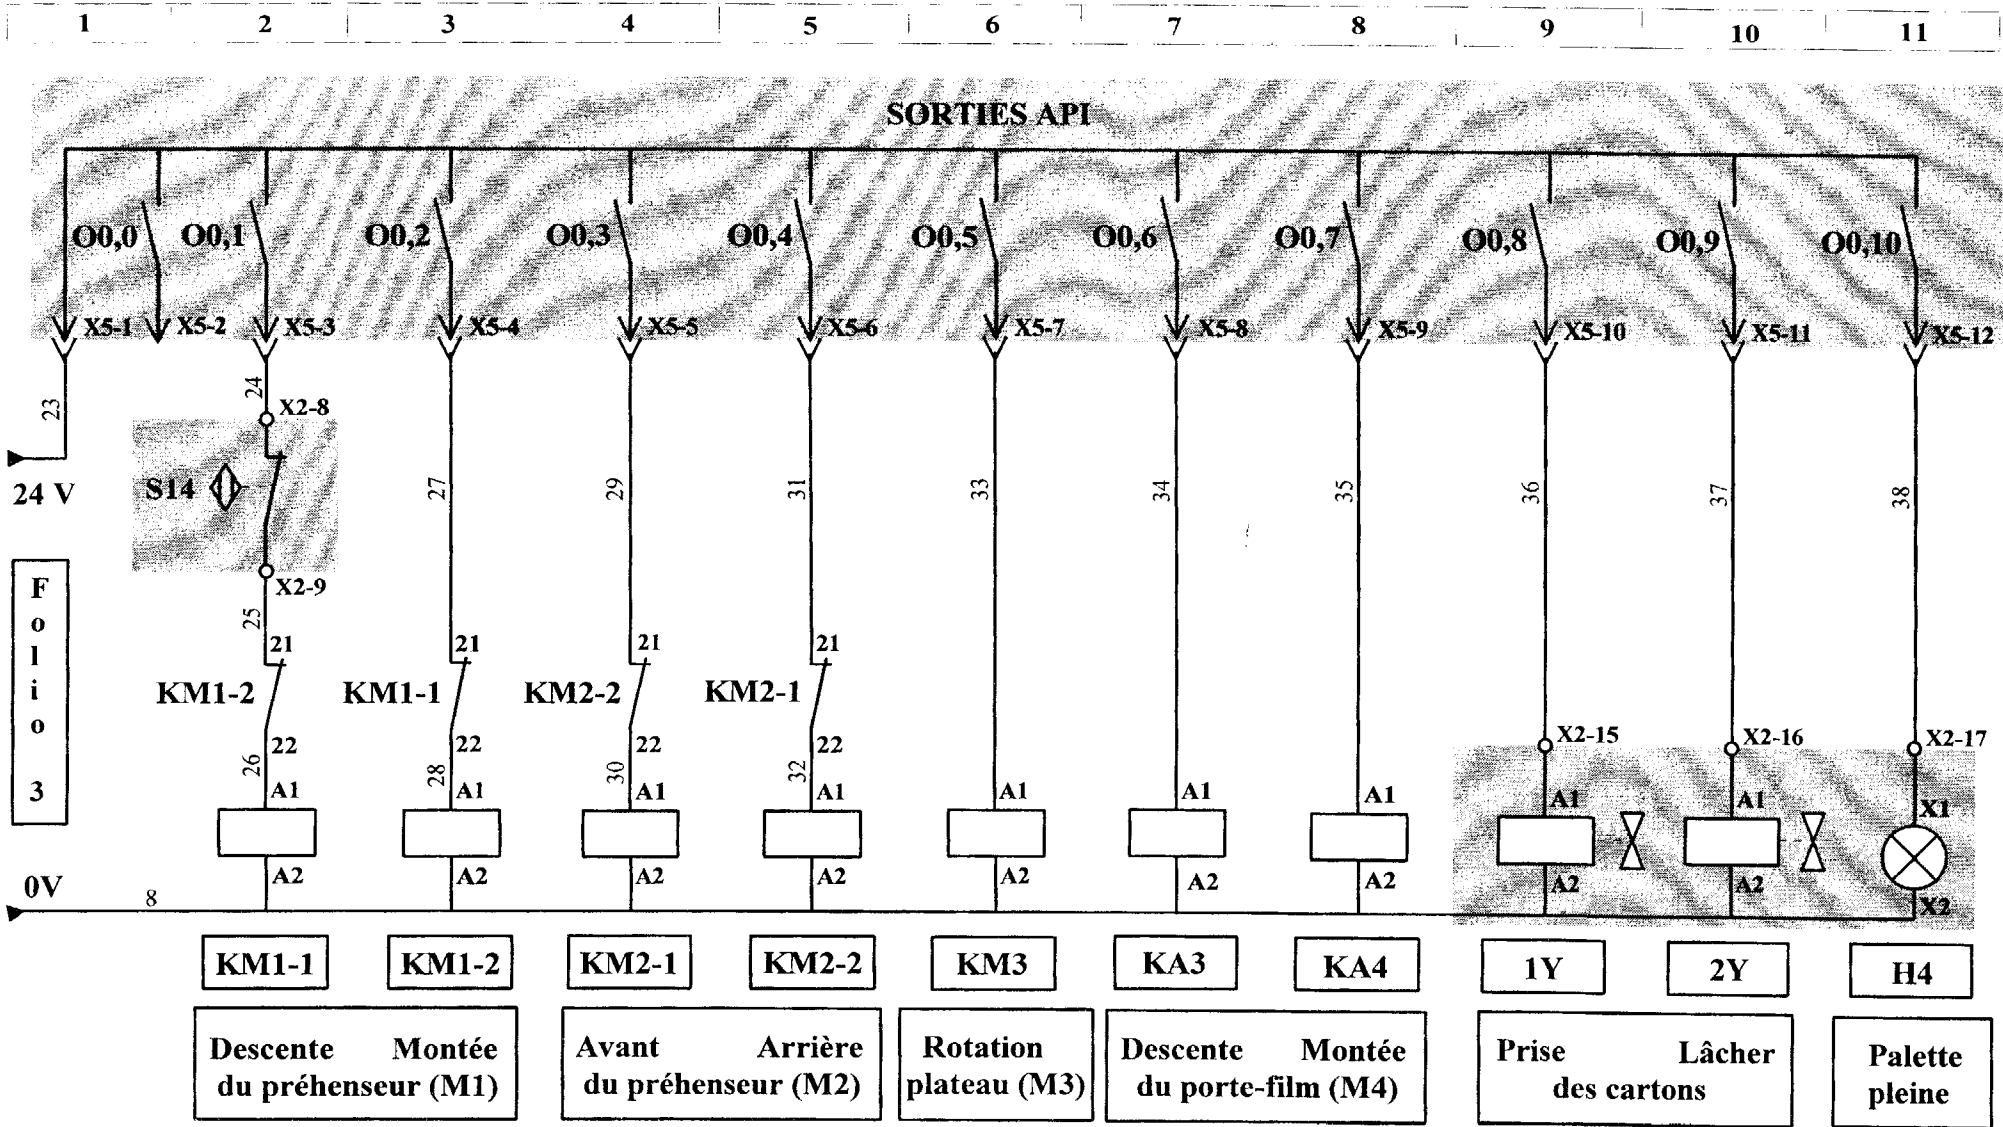 1 2 3 4 5 6 7 8 9 10 11
SORTIES API
O0,0 O0,1 O0,2 O0,3 O0,4 O0,5 O0,6 O0,7 O0,8 O0,9 O0,10
X5-1 X5-2 X5-3 X5-4 X5-5 X5-6 X5-7 X5-8 X5-9 X5-10 X5-11 X5-12
23 24
X2-8
24 V
S14
27 29 31 33 34 35 36 37 38
X2-9
25
21 21 21 21
KM1-2 KM1-1 KM2-2 KM2-1
22 22 22 22
X2-15 X2-16 X2-17
26 28 30 32
A1 A1 A1 A1 A1 A1 A1 A1 A1 X1
A2 A2 A2 A2 A2 A2 A2 A2 A2 X2
Folio
3
0V
8
KM1-1 KM1-2 KM2-1 KM2-2 KM3 KA3 KA4 1Y 2Y H4
Descente Montée
du préhenseur (M1)
Avant Arrière
du préhenseur (M2)
Rotation
plateau (M3)
Descente Montée
du porte-film (M4)
Prise Lâcher
des cartons
Palette
pleine